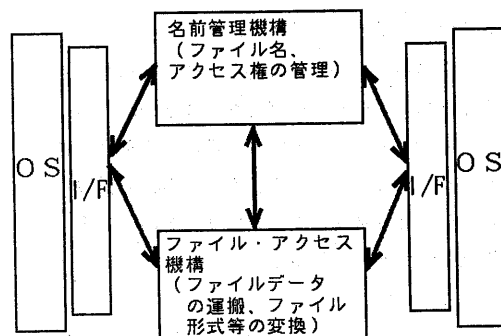 名前管理機構
(ファイル名、
アクセス権の管理)
OS
I/F
I/F
OS
ファイル・アクセス
機構
(ファイルデータ
の運搬、ファイル
形式等の変換)